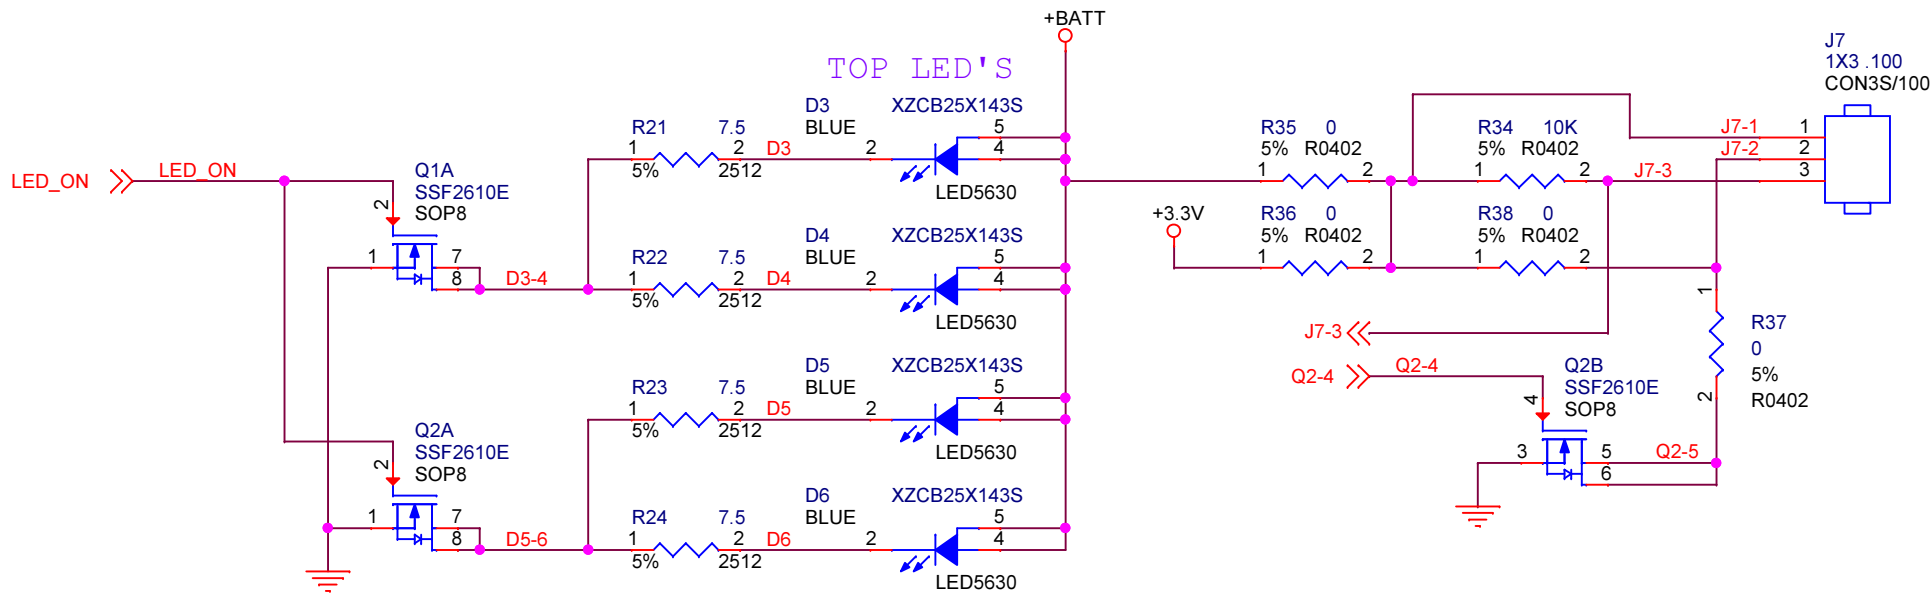 +BATT
TOP LED'S
J7
1X3 .100
CON3S/100
D3
BLUE
XZCB25X143S
R21 7.5
1 2
5% 2512
D3
2
5
4
LED5630
R35 0
5% R0402
1 2
R34 10K
5% R0402
1 2
J7-1
J7-2
J7-3
1
2
3
LED_ON
LED_ON
Q1A
SSF2610E
SOP8
2
1
7
8
D3-4
R22 7.5
1 2
5% 2512
D4
D4
BLUE
XZCB25X143S
2
5
4
LED5630
+3.3V
R36 0
5% R0402
1 2
R38 0
5% R0402
1 2
J7-3
Q2-4
Q2-4
Q2B
SSF2610E
SOP8
4
3
5
6
Q2-5
1
R37
0
5%
R0402
2
R23 7.5
1 2
5% 2512
D5
D5
BLUE
XZCB25X143S
2
5
4
LED5630
Q2A
SSF2610E
SOP8
2
1
7
8
D5-6
R24 7.5
1 2
5% 2512
D6
D6
BLUE
XZCB25X143S
2
5
4
LED5630